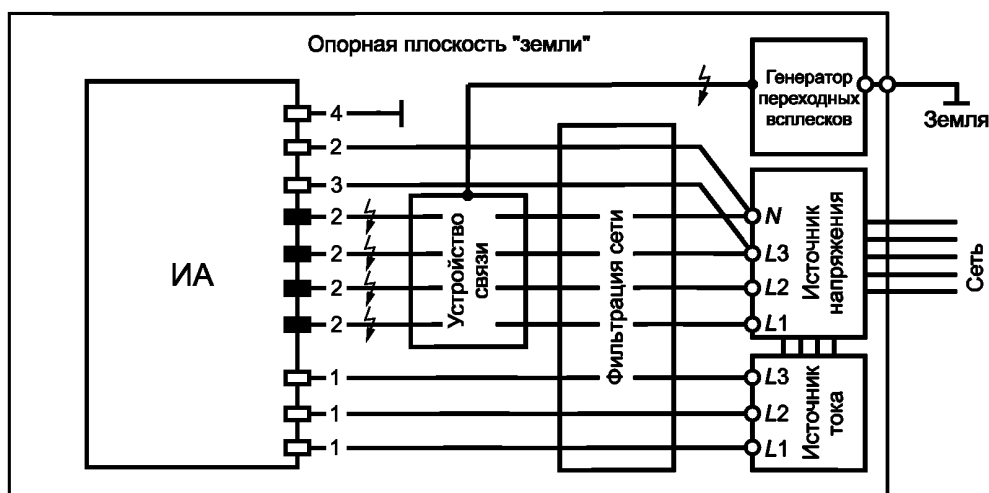 Опорная плоскость "земли"
Генератор
переходных
всплесков
Земля
ИА
4
2
3
2
2
2
2
1
1
1
Устройство
связи
Фильтрация сети
N
L3
L2
L1
Источник
напряжения
Сеть
L3
L2
L1
Источник
тока